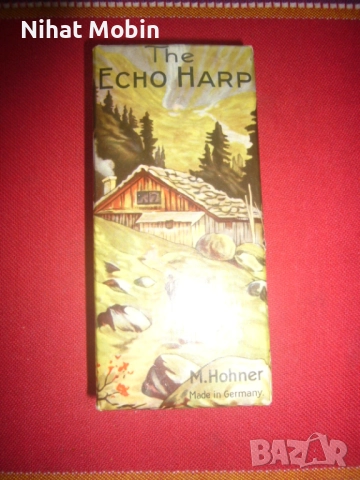 Nihat Mobin
The
ECHO HARP
M.Hohner
Made in Germany.
BAZAR